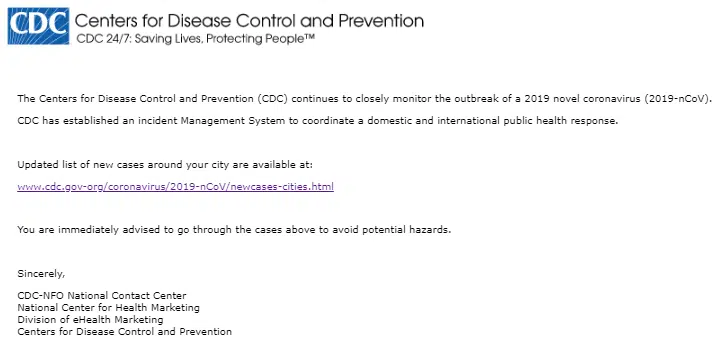 CDC Centers for Disease Control and Prevention
CDC 24/7: Saving Lives, Protecting People™
The Centers for Disease Control and Prevention (CDC) continues to closely monitor the outbreak of a 2019 novel coronavirus (2019-nCoV).
CDC has established an incident Management System to coordinate a domestic and international public health response.
Updated list of new cases around your city are available at:
www.cdc.gov-org/coronavirus/2019-nCoV/newcases-cities.html
You are immediately advised to go through the cases above to avoid potential hazards.
Sincerely,
CDC-NFO National Contact Center
National Center for Health Marketing
Division of eHealth Marketing
Centers for Disease Control and Prevention